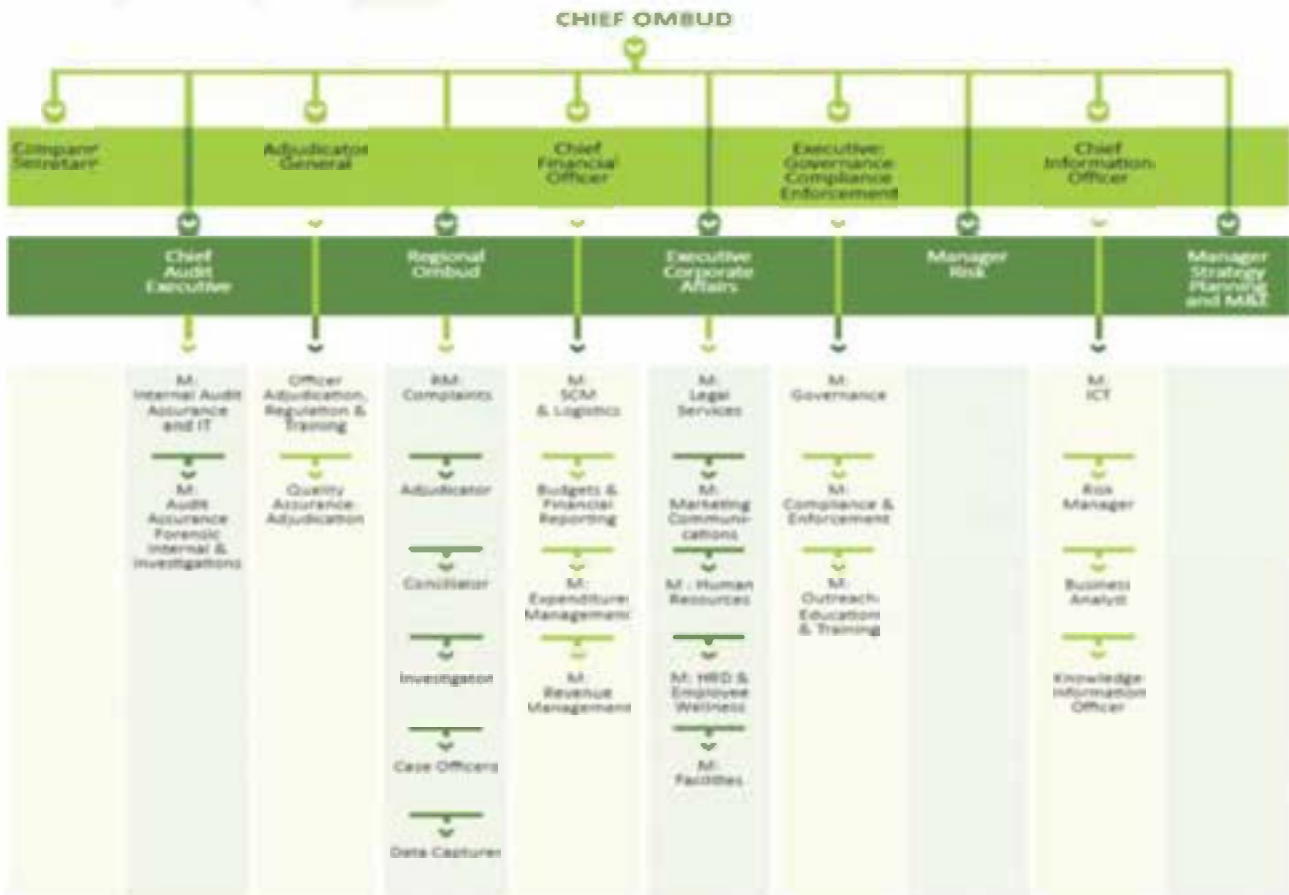 CHIEF OMBUD
Company
Secretary
Adjudicator
General
Chief
Financial
Officer
Executive:
Governance
Compliance
Enforcement
Chief
Information
Officer
Chief
Audit
Executive
Regional
Ombud
Executive
Corporate
Affairs
Manager
Risk
Manager
Strategy
Planning
and M&E
M:
Internal Audit
Assurance
and IT
M:
Audit
Assurance
Forensic
Internal &
Investigations
Officer
Adjudication,
Regulation &
Training
Quality
Assurance
Adjudication
RM:
Complaints
Adjudicator
Conciliator
Investigator
Case Officers
Data Capturer
M:
SCM
& Logistics
Budgets &
Financial
Reporting
M:
Expenditure
Management
M:
Revenue
Management
M:
Legal
Services
M:
Marketing
Communi-
cations
M : Human
Resources
M: HRD &
Employee
Wellness
M:
Facilities
M:
Governance
M:
Compliance &
Enforcement
M:
Outreach
Education
& Training
M:
ICT
Risk
Manager
Business
Analyst
Knowledge
Information
Officer